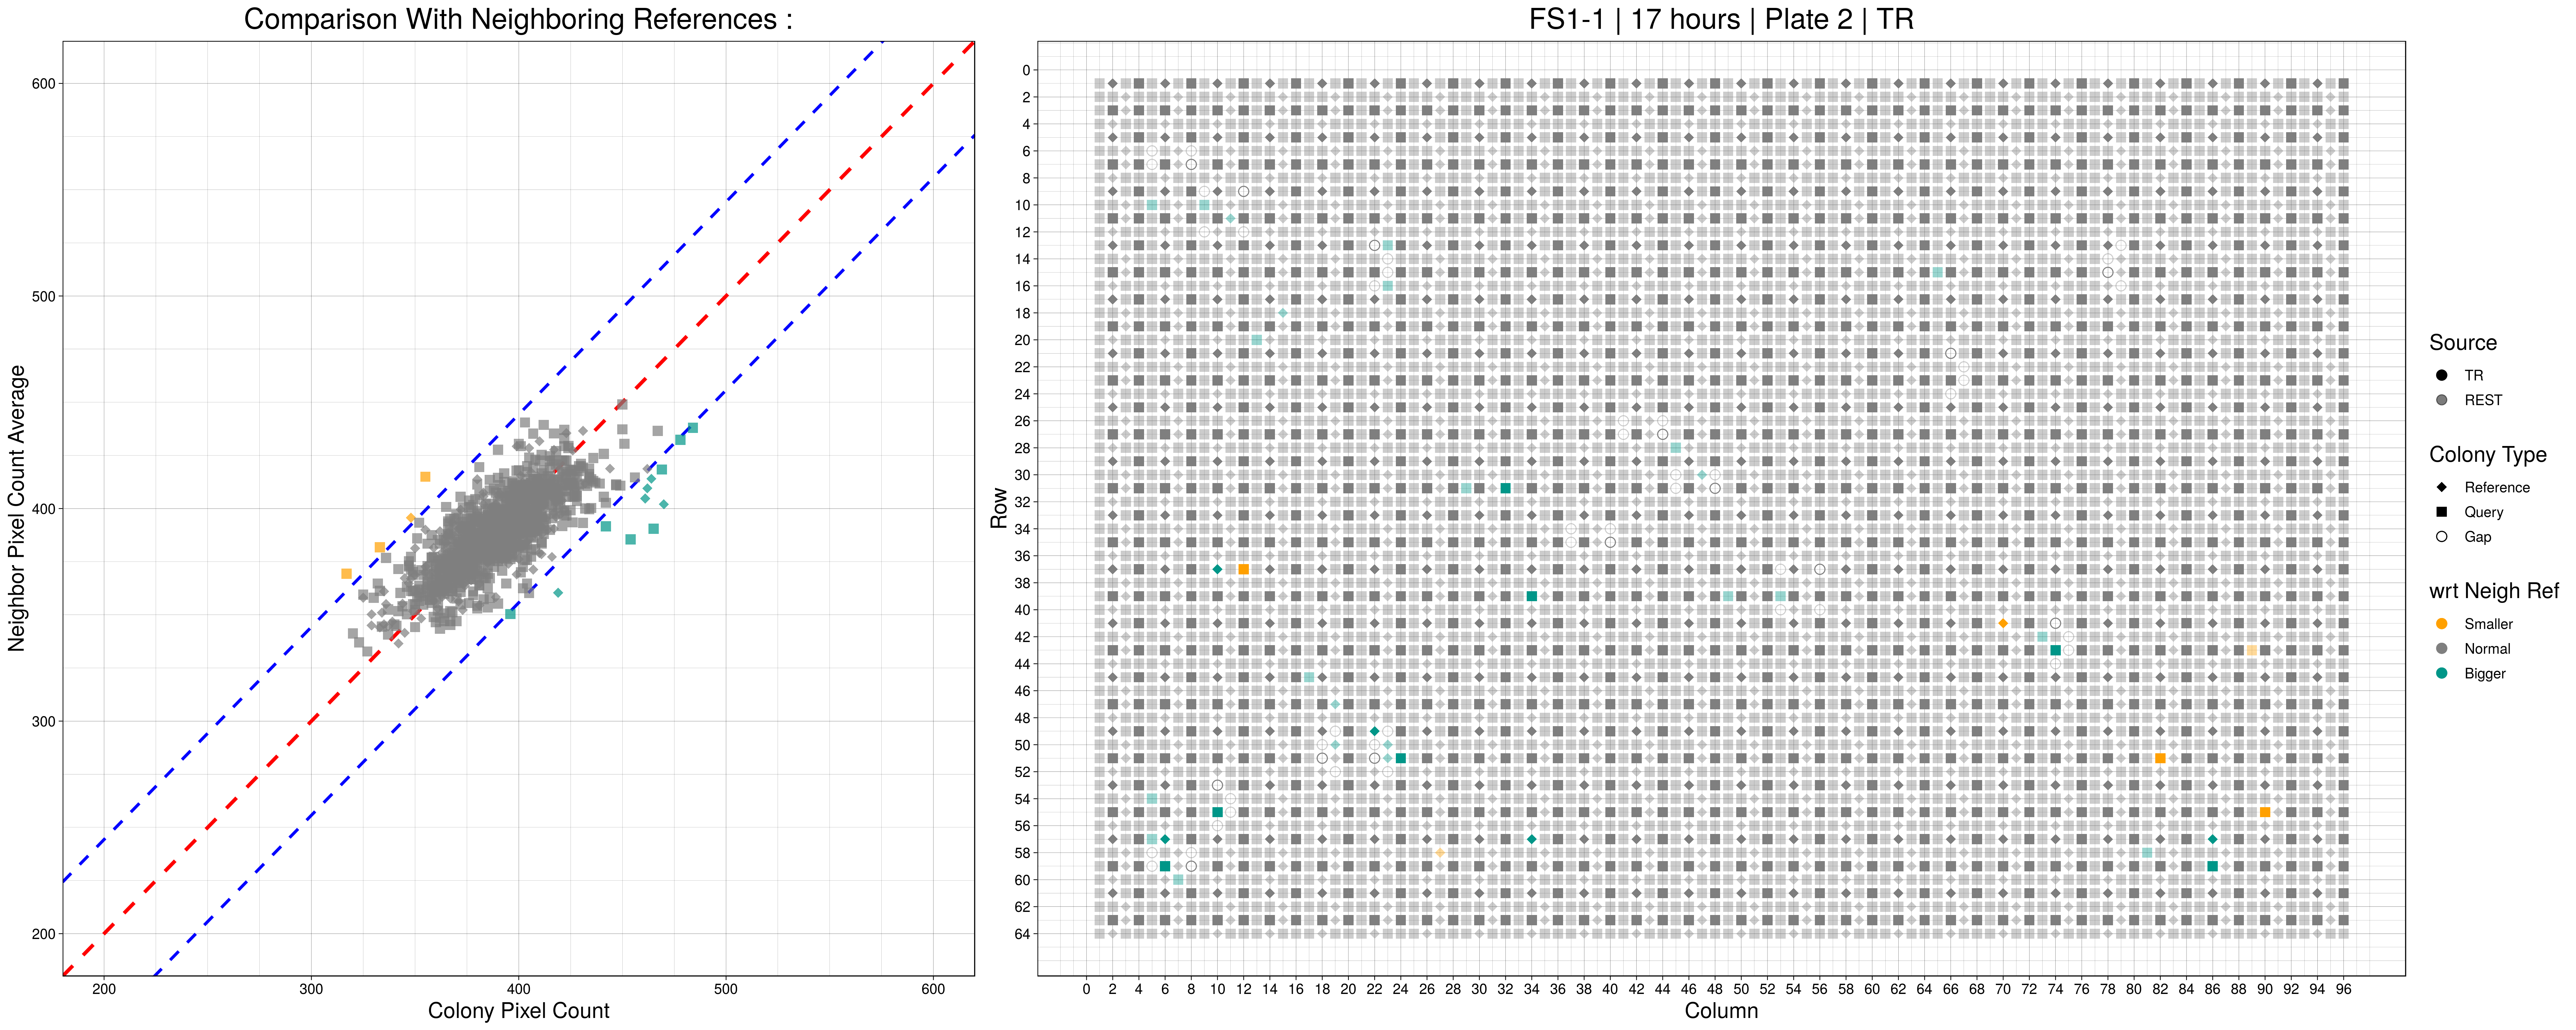 Comparison With Neighboring References :
600
500
400
300
200
200 300 400 500 600
Colony Pixel Count
Neighbor Pixel Count Average
FS1-1 | 17 hours | Plate 2 | TR
0
2
4
6
8
10
12
14
16
18
20
22
24
26
28
30
32
34
36
38
40
42
44
46
48
50
52
54
56
58
60
62
64
0 2 4 6 8 10 12 14 16 18 20 22 24 26 28 30 32 34 36 38 40 42 44 46 48 50 52 54 56 58 60 62 64 66 68 70 72 74 76 78 80 82 84 86 88 90 92 94 96
Column
Row
Source
TR
REST
Colony Type
Reference
Query
Gap
wrt Neigh Ref
Smaller
Normal
Bigger